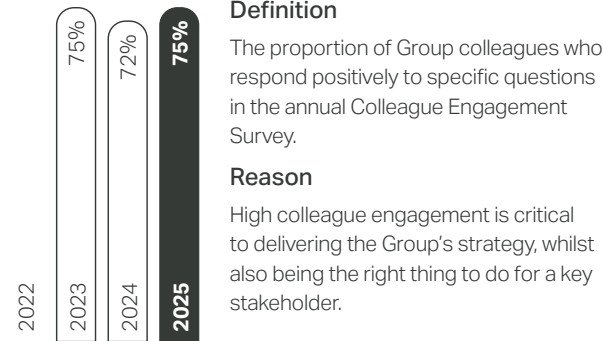 75%
72%
75%
2022
2023
2024
2025
Definition
The proportion of Group colleagues who
respond positively to specific questions
in the annual Colleague Engagement
Survey.
Reason
High colleague engagement is critical
to delivering the Group’s strategy, whilst
also being the right thing to do for a key
stakeholder.